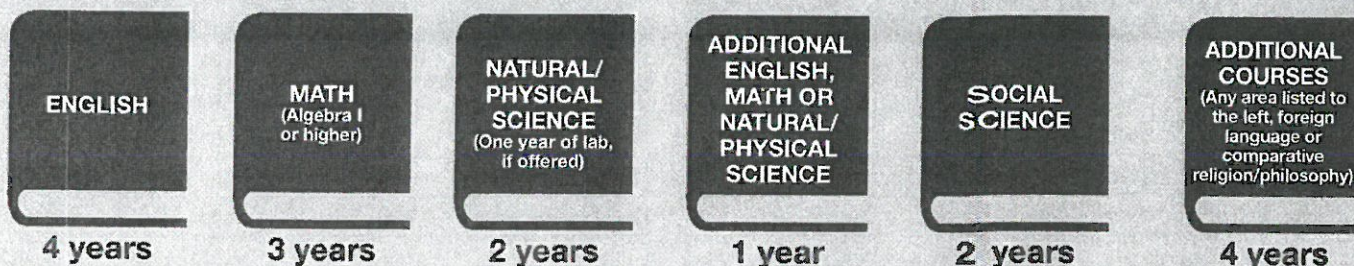 ENGLISH
4 years
MATH
(Algebra I
or higher)
3 years
NATURAL/
PHYSICAL
SCIENCE
(One year of lab,
if offered)
2 years
ADDITIONAL
ENGLISH,
MATH OR
NATURAL/
PHYSICAL
SCIENCE
1 year
SOCIAL
SCIENCE
2 years
ADDITIONAL
COURSES
(Any area listed to
the left, foreign
language or
comparative
religion/philosophy)
4 years